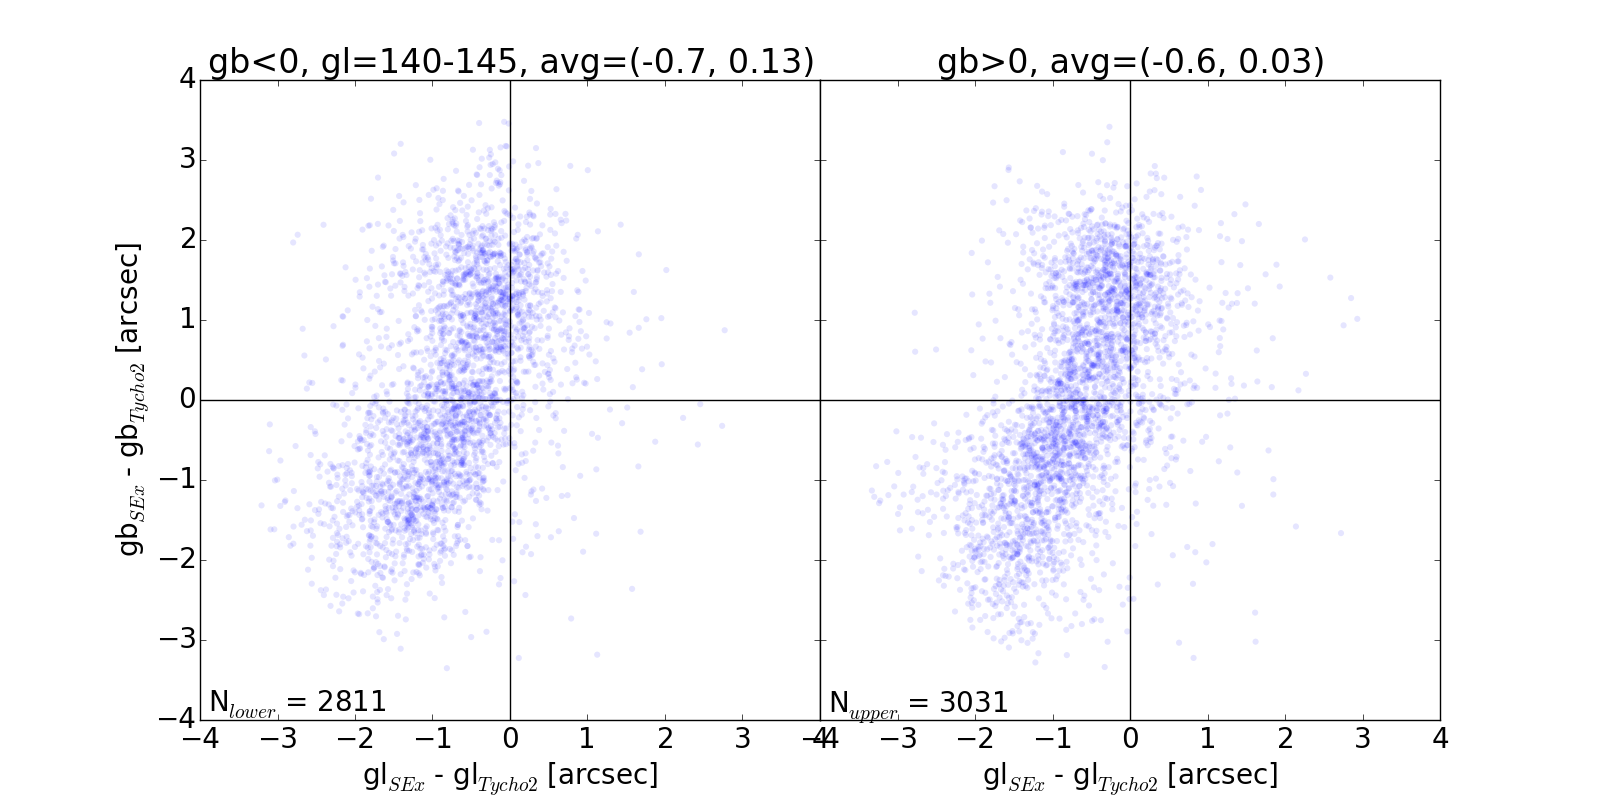 gb<0, gl=140-145, avg=(-0.7, 0.13)
gb>0, avg=(-0.6, 0.03)
4
3
2
1
0
−1
−2
−3
−4
gb_SEx - gb_Tycho2 [arcsec]
N_lower = 2811
N_upper = 3031
−4 −3 −2 −1 0 1 2 3 4
−4 −3 −2 −1 0 1 2 3 4
gl_SEx - gl_Tycho2 [arcsec]
gl_SEx - gl_Tycho2 [arcsec]